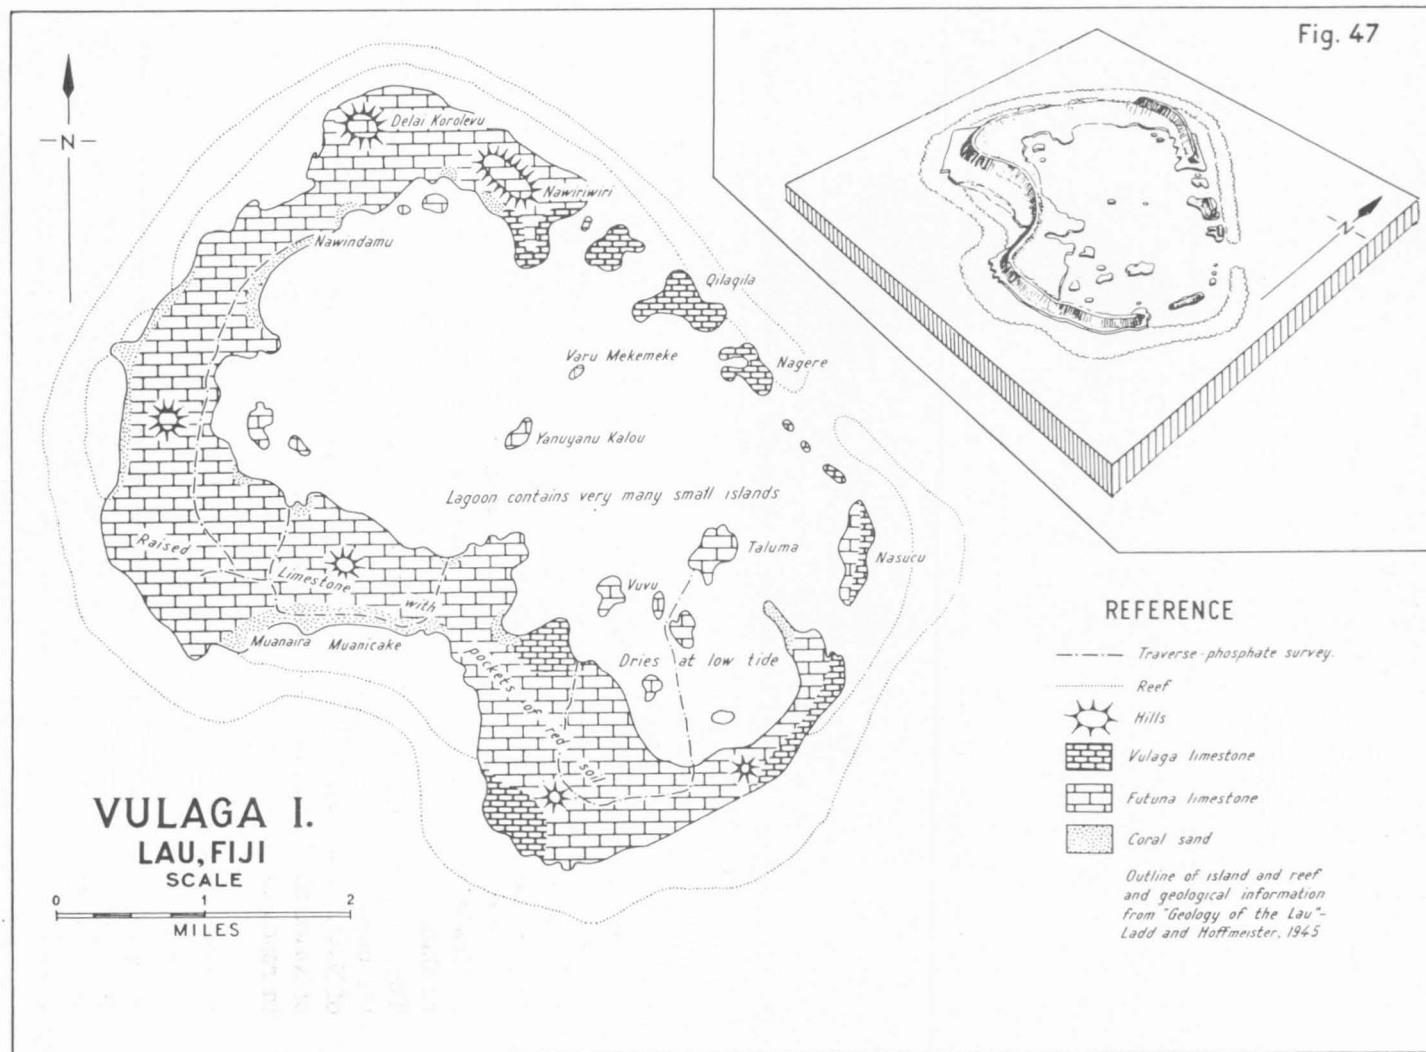 Fig. 47
N
Delai Korolevu
Nawiriwiri
Nawindamu
Qilaqila
Varu Mekemeke
Nagere
Yanuyanu Kalou
Lagoon contains very many small islands
Taluma
Nasucu
Vuvu
Raised
Limestone
with
pockets of red soil
Muanaira Muanicake
Dries at low tide
N
VULAGA I.
LAU, FIJI
SCALE
0 1 2
MILES
REFERENCE
Traverse-phosphate survey.
Reef
Hills
Vulaga limestone
Futuna limestone
Coral sand
Outline of island and reef
and geological information
from "Geology of the Lau"-
Ladd and Hoffmeister, 1945